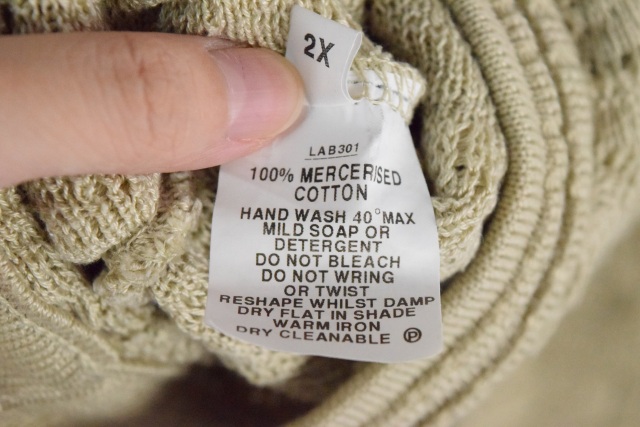 2X
LAB301
100% MERCERISED
COTTON
HAND WASH 40°MAX
MILD SOAP OR
DETERGENT
DO NOT BLEACH
DO NOT WRING
OR TWIST
RESHAPE WHILST DAMP
DRY FLAT IN SHADE
WARM IRON
DRY CLEANABLE Ⓟ